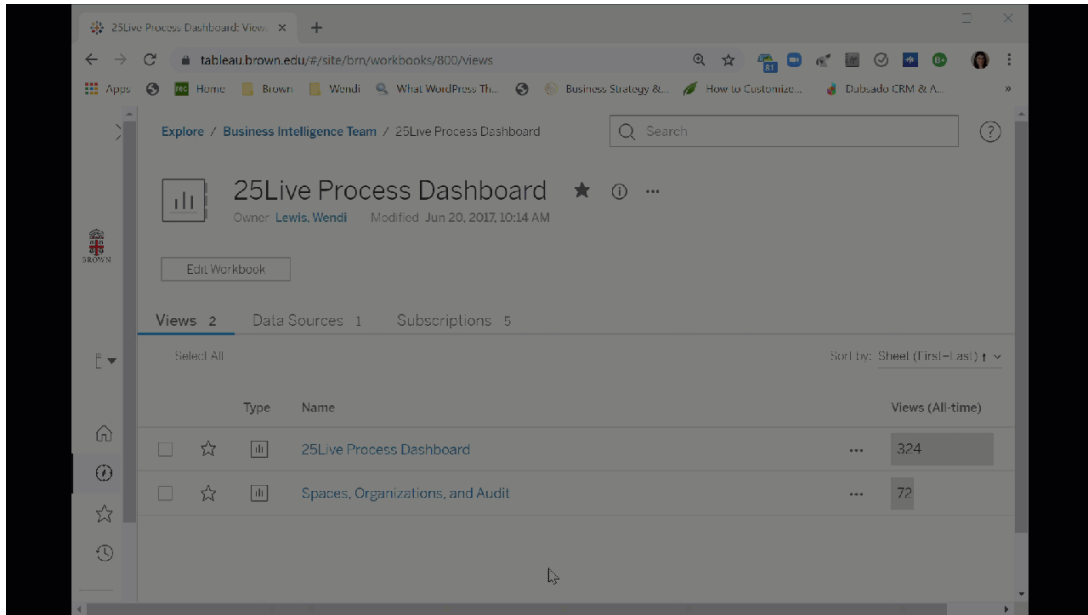 25Live Process Dashboard: View
tableau.brown.edu/#/site/brn/workbooks/800/views
Apps Home Brown Wendi What WordPress Th... Business Strategy &... How to Customize... Dubsado CRM & A... »
Explore / Business Intelligence Team / 25Live Process Dashboard Search ?
25Live Process Dashboard
Owner Lewis, Wendi Modified Jun 20, 2017, 10:14 AM
BROWN
Edit Workbook
Views 2 Data Sources 1 Subscriptions 5
Select All Sort by: Sheet (First–Last)
Type Name Views (All-time)
25Live Process Dashboard 324
Spaces, Organizations, and Audit 72